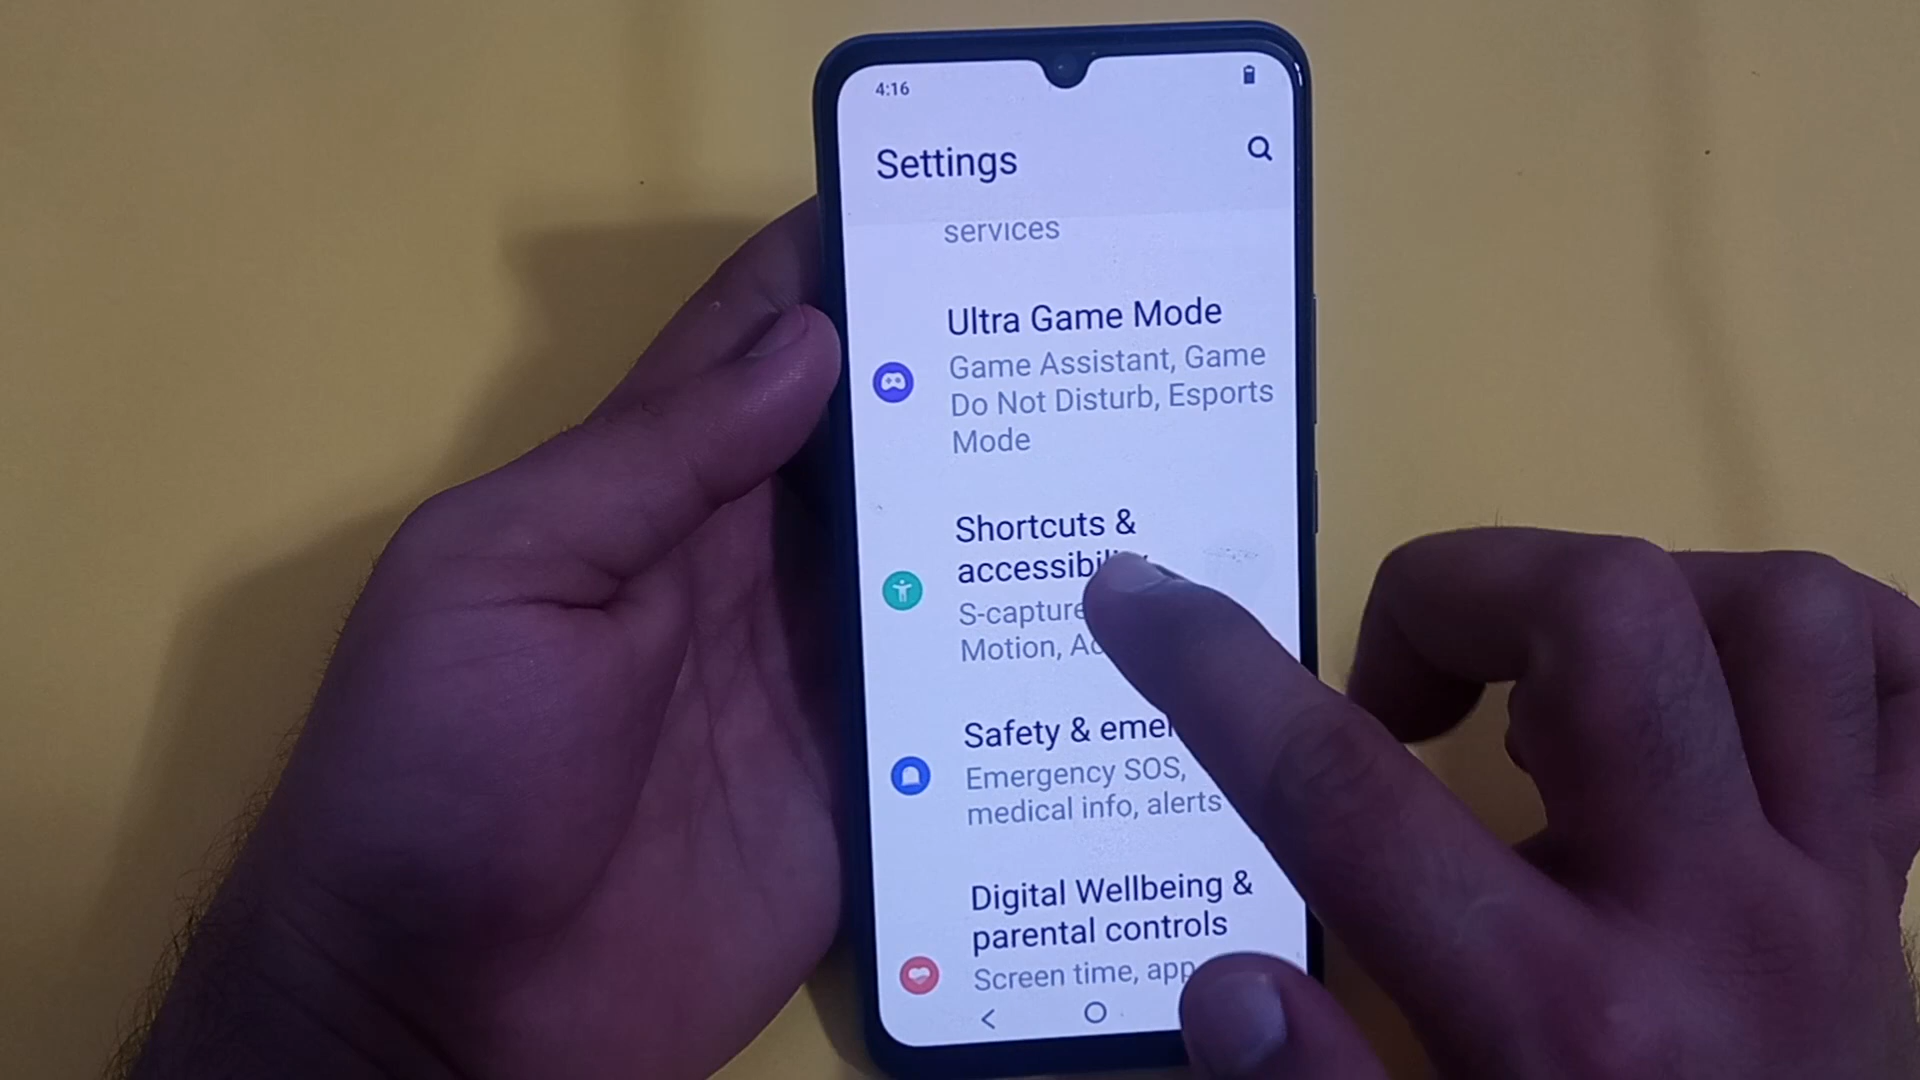 4:16
Settings
services
Ultra Game Mode
Game Assistant, Game
Do Not Disturb, Esports
Mode
Shortcuts &
S-capture
Motion,
Safety &
Emergency SOS,
medical info, alerts
Digital Wellbeing &
parental controls
Screen time, app